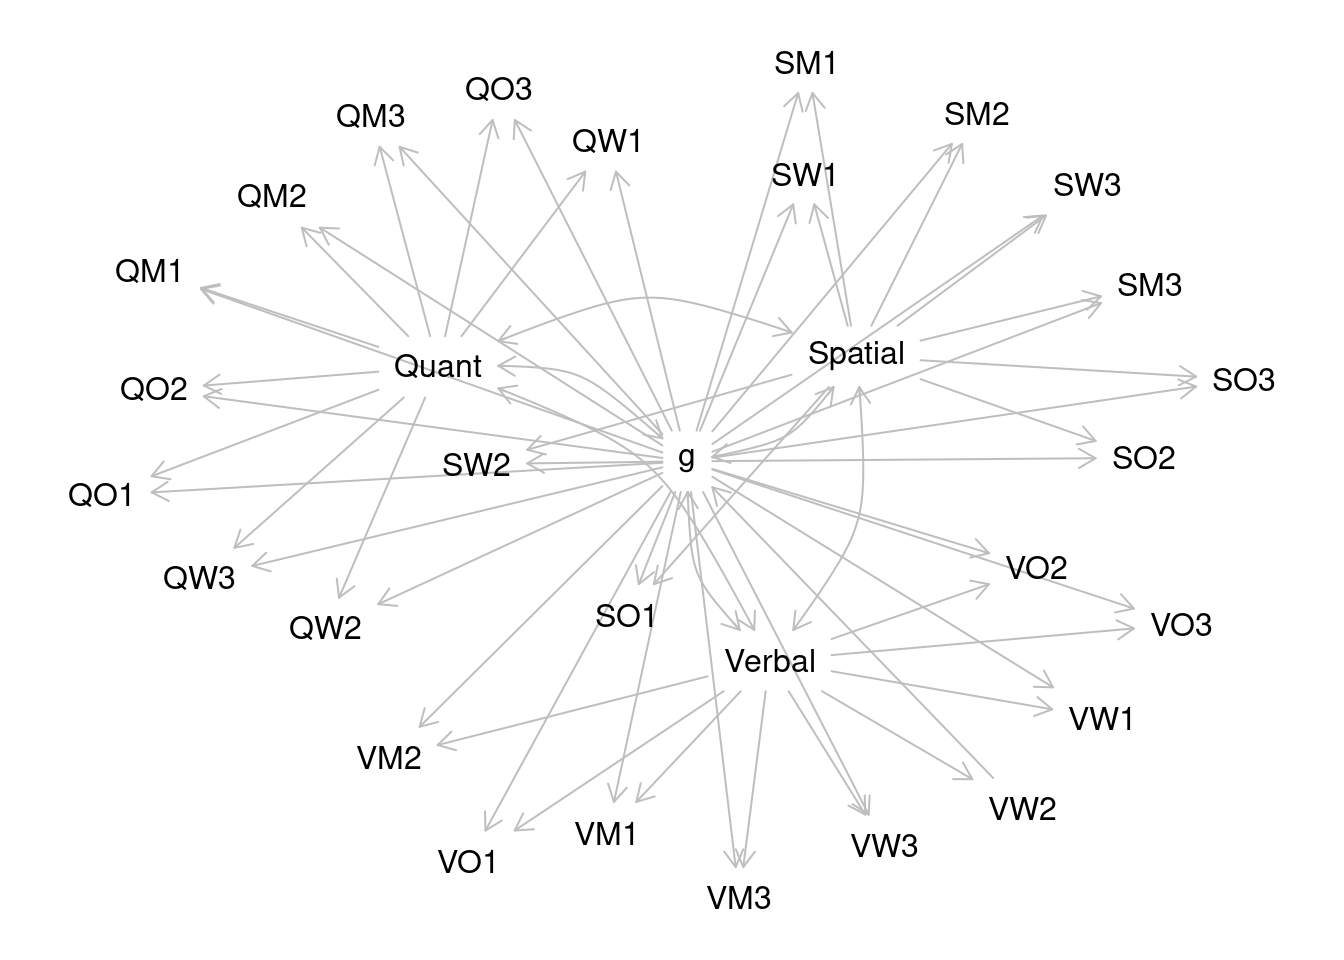 SM1
QO3
QM3
SM2
QW1
SW1
SW3
QM2
QM1
SM3
Spatial
Quant
SO3
QO2
g
SO2
SW2
QO1
VO2
QW3
SO1
VO3
QW2
Verbal
VW1
VM2
VW2
VM1
VW3
VO1
VM3